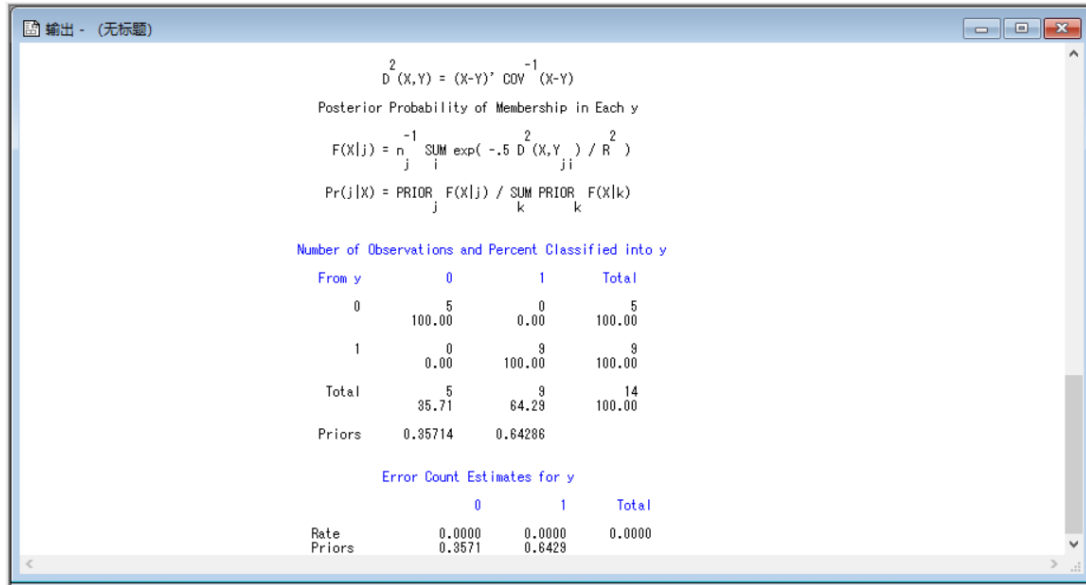 输出 - (无标题)
2 -1
D (X,Y) = (X-Y)' COV (X-Y)
Posterior Probability of Membership in Each y
-1 2 2
F(X|j) = n SUM exp( -.5 D (X,Y ) / R )
j i ji
Pr(j|X) = PRIOR F(X|j) / SUM PRIOR F(X|k)
j k k
Number of Observations and Percent Classified into y
From y 0 1 Total
0 5 0 5
100.00 0.00 100.00
1 0 9 9
0.00 100.00 100.00
Total 5 9 14
35.71 64.29 100.00
Priors 0.35714 0.64286
Error Count Estimates for y
0 1 Total
Rate 0.0000 0.0000 0.0000
Priors 0.3571 0.6429